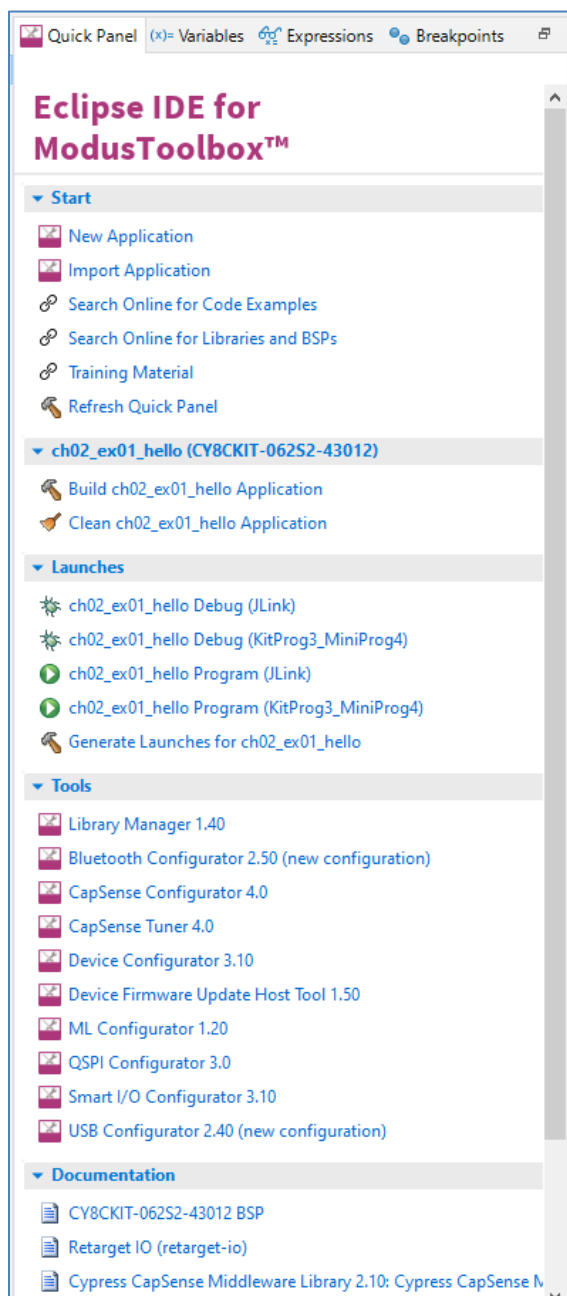 Quick Panel (x)= Variables Expressions Breakpoints
Eclipse IDE for
ModusToolbox™
Start
New Application
Import Application
Search Online for Code Examples
Search Online for Libraries and BSPs
Training Material
Refresh Quick Panel
ch02_ex01_hello (CY8CKIT-062S2-43012)
Build ch02_ex01_hello Application
Clean ch02_ex01_hello Application
Launches
ch02_ex01_hello Debug (JLink)
ch02_ex01_hello Debug (KitProg3_MiniProg4)
ch02_ex01_hello Program (JLink)
ch02_ex01_hello Program (KitProg3_MiniProg4)
Generate Launches for ch02_ex01_hello
Tools
Library Manager 1.40
Bluetooth Configurator 2.50 (new configuration)
CapSense Configurator 4.0
CapSense Tuner 4.0
Device Configurator 3.10
Device Firmware Update Host Tool 1.50
ML Configurator 1.20
QSPI Configurator 3.0
Smart I/O Configurator 3.10
USB Configurator 2.40 (new configuration)
Documentation
CY8CKIT-062S2-43012 BSP
Retarget IO (retarget-io)
Cypress CapSense Middleware Library 2.10: Cypress CapSense M